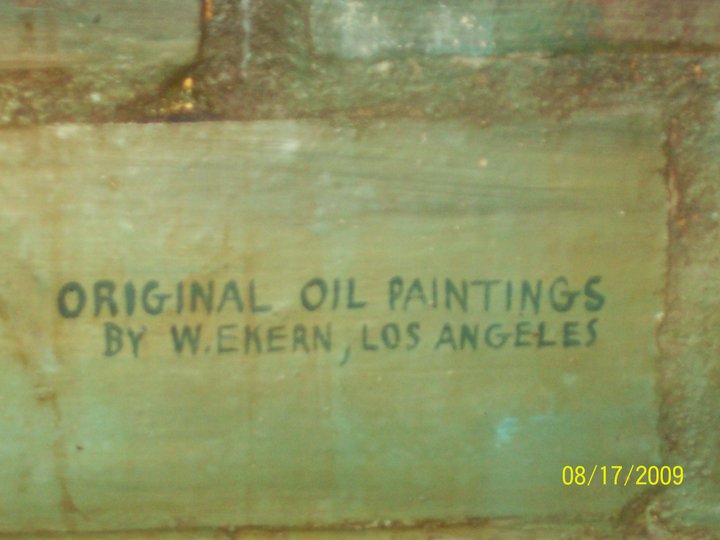 ORIGINAL OIL PAINTINGS
BY W.EKERN, LOS ANGELES
08/17/2009